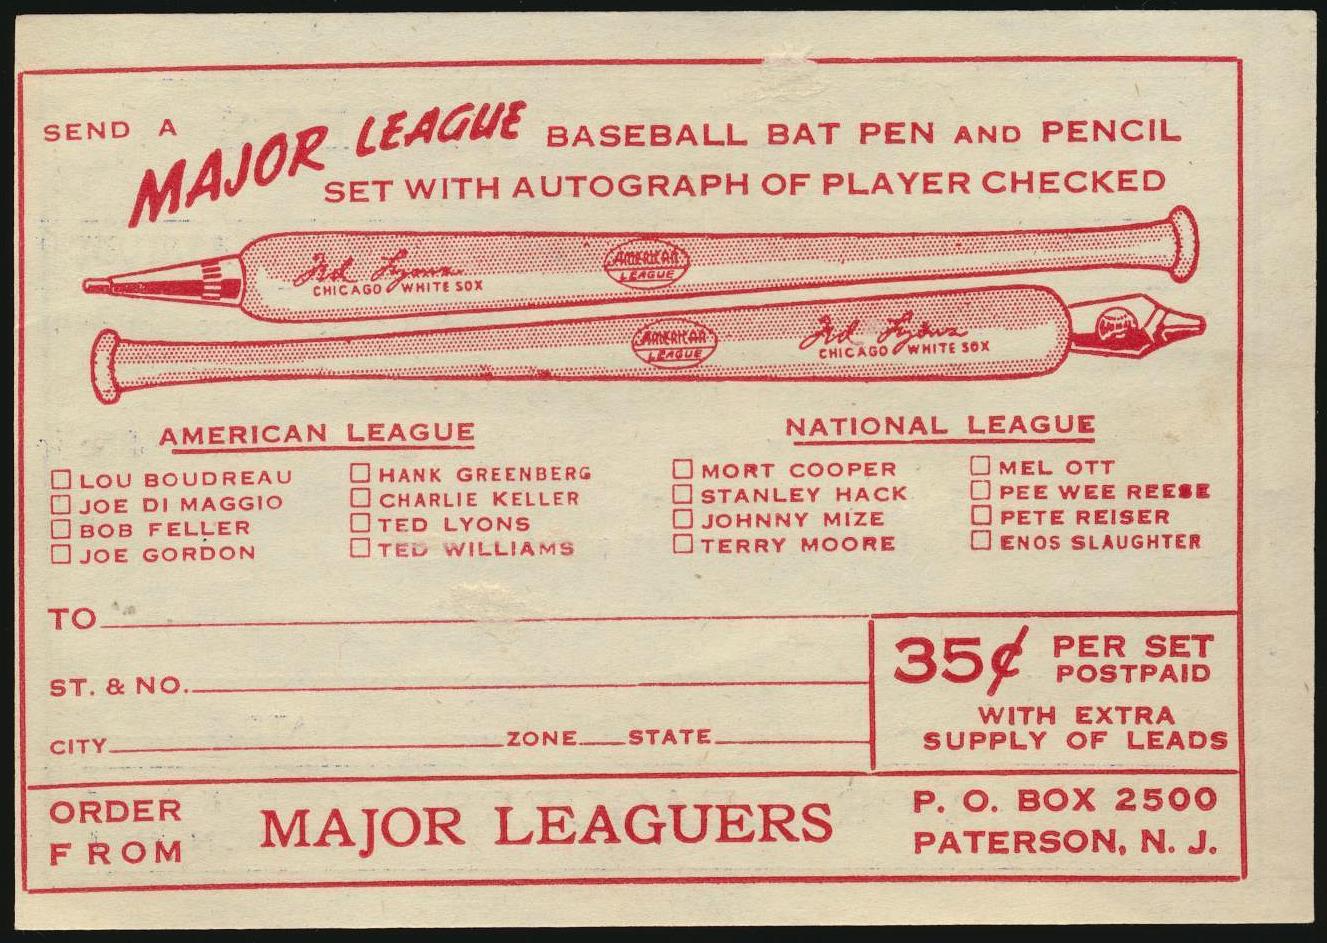 SEND A MAJOR LEAGUE BASEBALL BAT PEN AND PENCIL
SET WITH AUTOGRAPH OF PLAYER CHECKED
Ted Lyons
CHICAGO WHITE SOX
AMERICAN
LEAGUE
AMERICAN
LEAGUE
Ted Lyons
CHICAGO WHITE SOX
AMERICAN LEAGUE
☐ LOU BOUDREAU ☐ HANK GREENBERG
☐ JOE DI MAGGIO ☐ CHARLIE KELLER
☐ BOB FELLER ☐ TED LYONS
☐ JOE GORDON ☐ TED WILLIAMS
NATIONAL LEAGUE
☐ MORT COOPER ☐ MEL OTT
☐ STANLEY HACK ☐ PEE WEE REESE
☐ JOHNNY MIZE ☐ PETE REISER
☐ TERRY MOORE ☐ ENOS SLAUGHTER
TO
ST. & NO.
CITY ZONE STATE
35¢ PER SET
POSTPAID
WITH EXTRA
SUPPLY OF LEADS
ORDER
FROM
MAJOR LEAGUERS
P. O. BOX 2500
PATERSON, N. J.